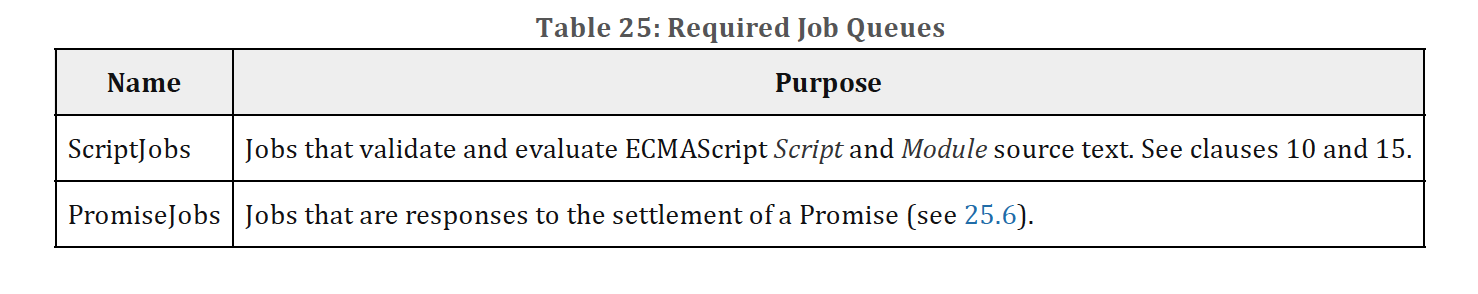 Table 25: Required Job Queues
Name Purpose
ScriptJobs Jobs that validate and evaluate ECMAScript Script and Module source text. See clauses 10 and 15.
PromiseJobs Jobs that are responses to the settlement of a Promise (see 25.6).